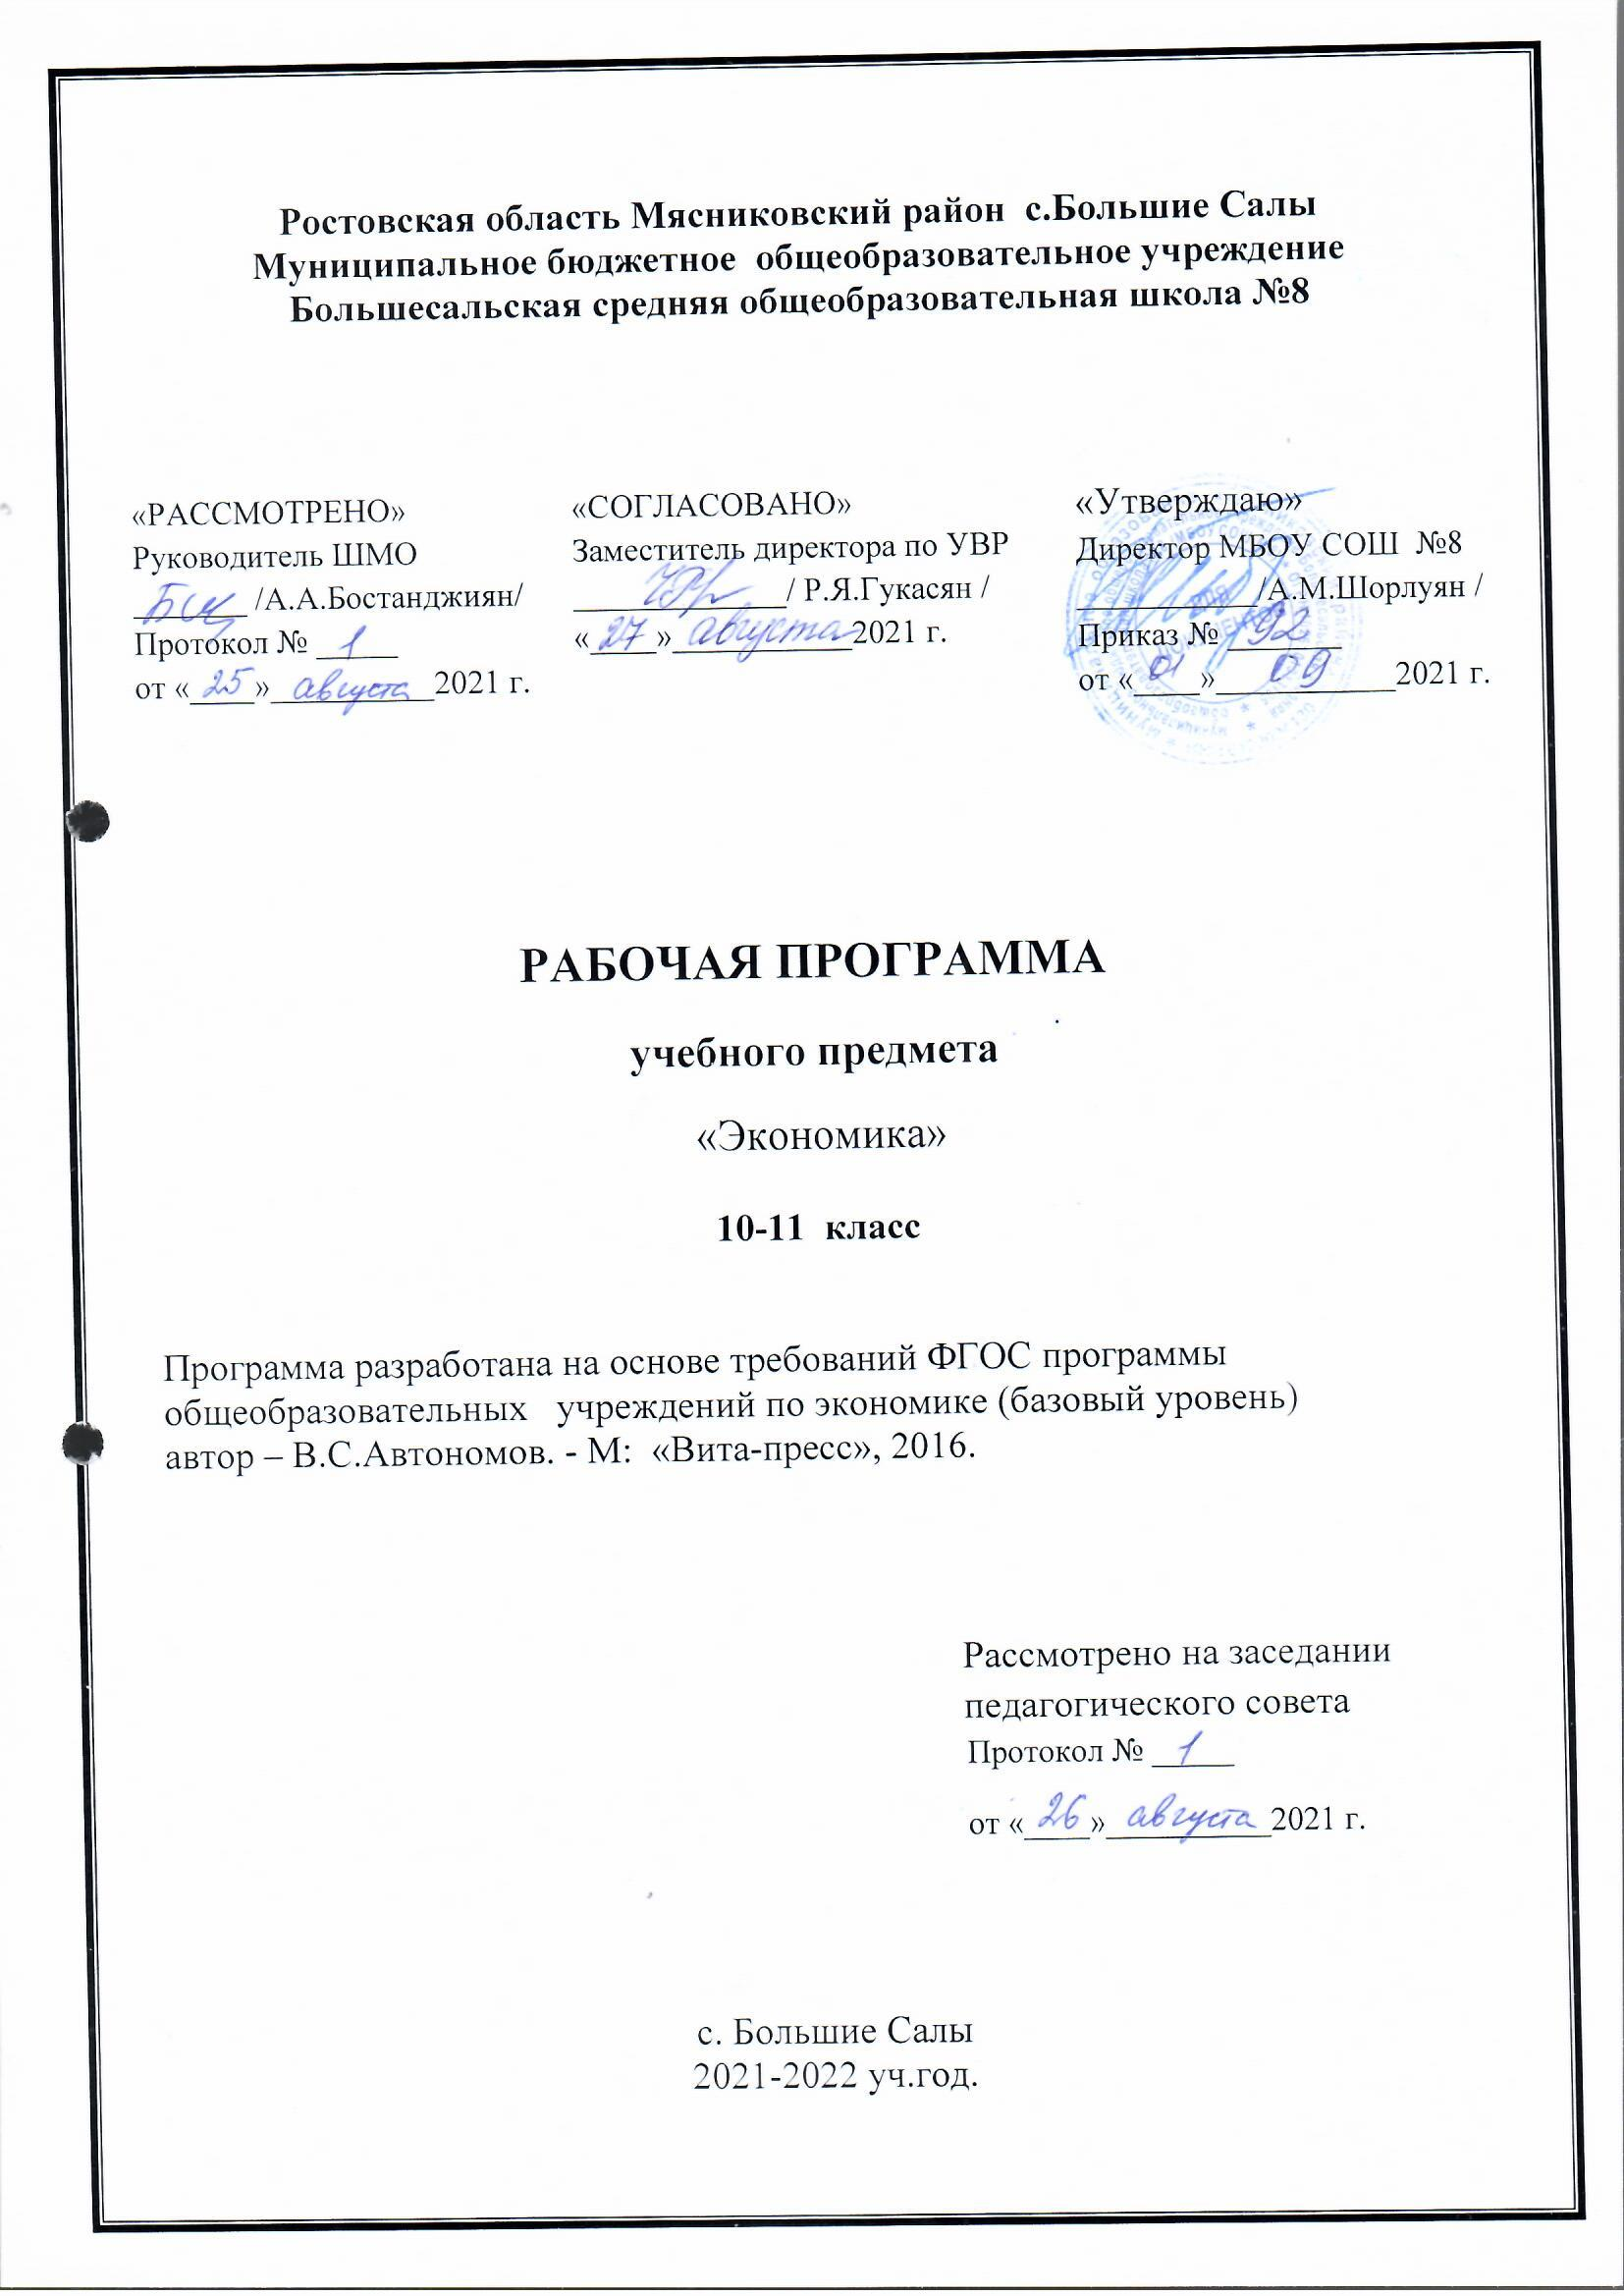 Ростовская область Мясниковский район с.Большие Салы
Муниципальное бюджетное общеобразовательное учреждение
Большесальская средняя общеобразовательная школа №8
«РАССМОТРЕНО»
Руководитель ШМО
/А.А.Бостанджиян/
Протокол № 1
от «25» августа 2021 г.
«СОГЛАСОВАНО»
Заместитель директора по УВР
/ Р.Я.Гукасян /
«27» августа 2021 г.
«Утверждаю»
Директор МБОУ СОШ №8
/А.М.Шорлуян /
Приказ № 92
от «01» 09 2021 г.
РАБОЧАЯ ПРОГРАММА
учебного предмета
«Экономика»
10-11 класс
Программа разработана на основе требований ФГОС программы
общеобразовательных учреждений по экономике (базовый уровень)
автор – В.С.Автономов. - М: «Вита-пресс», 2016.
Рассмотрено на заседании
педагогического совета
Протокол № 1
от «26» августа 2021 г.
с. Большие Салы
2021-2022 уч.год.